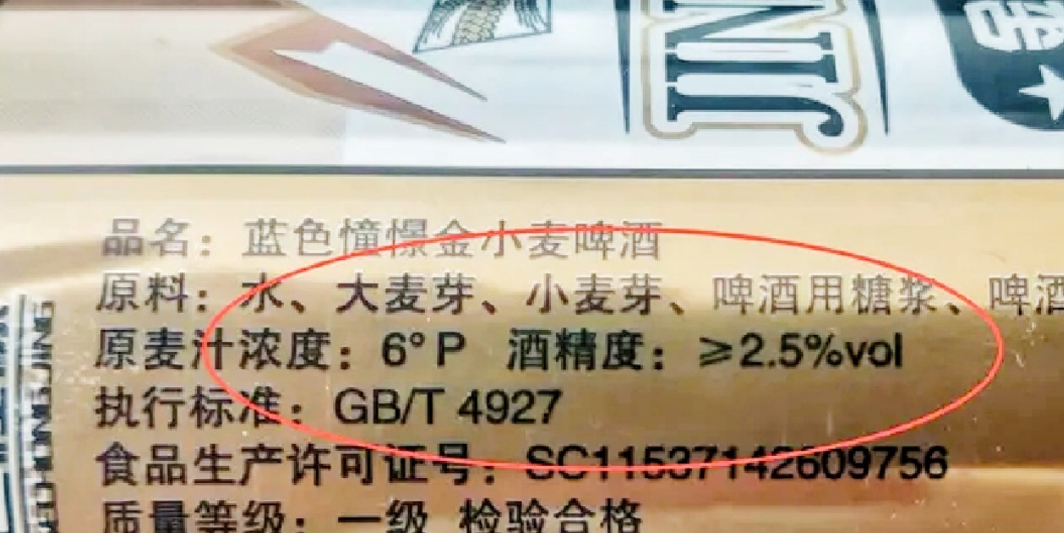 品名：蓝色憧憬金小麦啤酒
原料：水、大麦芽、小麦芽、啤酒用糖浆、啤酒
原麦汁浓度：6°P 酒精度：≥2.5%vol
执行标准：GB/T 4927
食品生产许可证号：SC11537142609756
质量等级：一级 检验合格